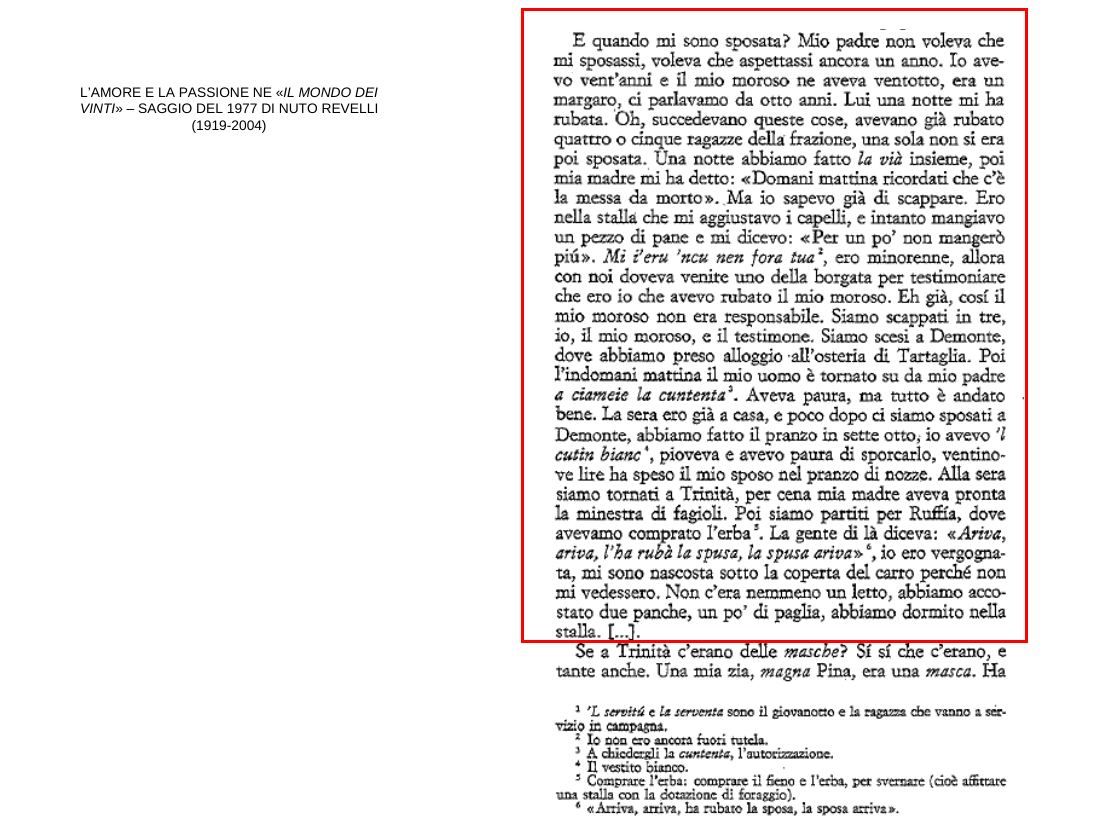 L'AMORE E LA PASSIONE NE «IL MONDO DEI
VINTI» – SAGGIO DEL 1977 DI NUTO REVELLI
(1919-2004)
E quando mi sono sposata? Mio padre non voleva che
mi sposassi, voleva che aspettassi ancora un anno. Io ave-
vo vent'anni e il mio moroso ne aveva ventotto, era un
margaro, ci parlavamo da otto anni. Lui una notte mi ha
rubata. Oh, succedevano queste cose, avevano già rubato
quattro o cinque ragazze della frazione, una sola non si era
poi sposata. Una notte abbiamo fatto la vià insieme, poi
mia madre mi ha detto: «Domani mattina ricordati che c'è
la messa da morto». Ma io sapevo già di scappare. Ero
nella stalla che mi aggiustavo i capelli, e intanto mangiavo
un pezzo di pane e mi dicevo: «Per un po' non mangerò
piú». Mi i'eru 'ncu nen fora tua², ero minorenne, allora
con noi doveva venire uno della borgata per testimoniare
che ero io che avevo rubato il mio moroso. Eh già, cosí il
mio moroso non era responsabile. Siamo scappati in tre,
io, il mio moroso, e il testimone. Siamo scesi a Demonte,
dove abbiamo preso alloggio all'osteria di Tartaglia. Poi
l'indomani mattina il mio uomo è tornato su da mio padre
a ciameie la cuntenta³. Aveva paura, ma tutto è andato
bene. La sera ero già a casa, e poco dopo ci siamo sposati a
Demonte, abbiamo fatto il pranzo in sette otto, io avevo 'l
cutin bianc⁴, pioveva e avevo paura di sporcarlo, ventino-
ve lire ha speso il mio sposo nel pranzo di nozze. Alla sera
siamo tornati a Trinità, per cena mia madre aveva pronta
la minestra di fagioli. Poi siamo partiti per Ruffía, dove
avevamo comprato l'erba⁵. La gente di là diceva: «Ariva,
ariva, l'ha rubà la spusa, la spusa ariva»⁶, io ero vergogna-
ta, mi sono nascosta sotto la coperta del carro perché non
mi vedessero. Non c'era nemmeno un letto, abbiamo acco-
stato due panche, un po' di paglia, abbiamo dormito nella
stalla. [...].
Se a Trinità c'erano delle masche? Sí sí che c'erano, e
tante anche. Una mia zia, magna Pina, era una masca. Ha
¹ 'L servitú e la serventa sono il giovanotto e la ragazza che vanno a ser-
vizio in campagna.
² Io non ero ancora fuori tutela.
³ A chiedergli la cuntenta, l'autorizzazione.
⁴ Il vestito bianco.
⁵ Comprare l'erba: comprare il fieno e l'erba, per svernare (cioè affittare
una stalla con la dotazione di foraggio).
⁶ «Arriva, arriva, ha rubato la sposa, la sposa arriva».